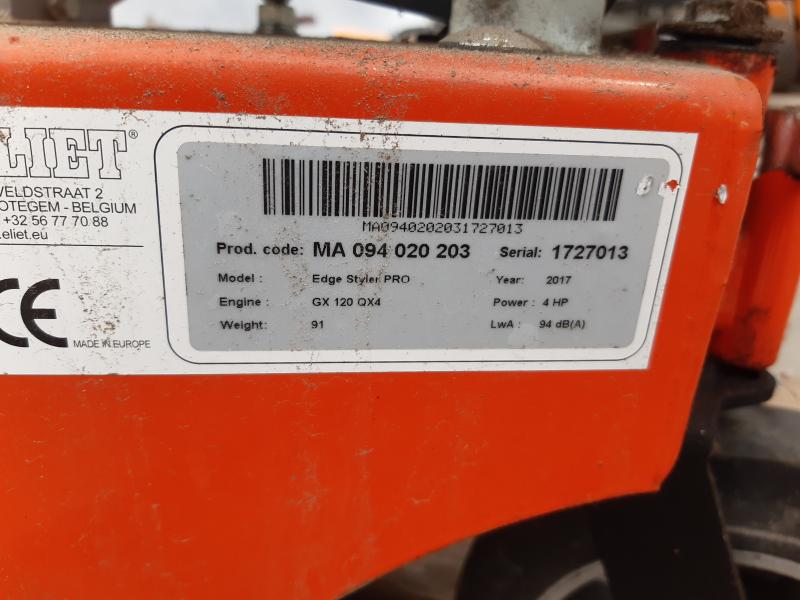 LIET®
VELDSTRAAT 2
OTEGEM - BELGIUM
+32 56 77 70 88
.eliet.eu
CE
MADE IN EUROPE
MA0940202031727013
Prod. code: MA 094 020 203 Serial: 1727013
Model : Edge Styler PRO Year: 2017
Engine : GX 120 QX4 Power : 4 HP
Weight: 91 LwA : 94 dB(A)